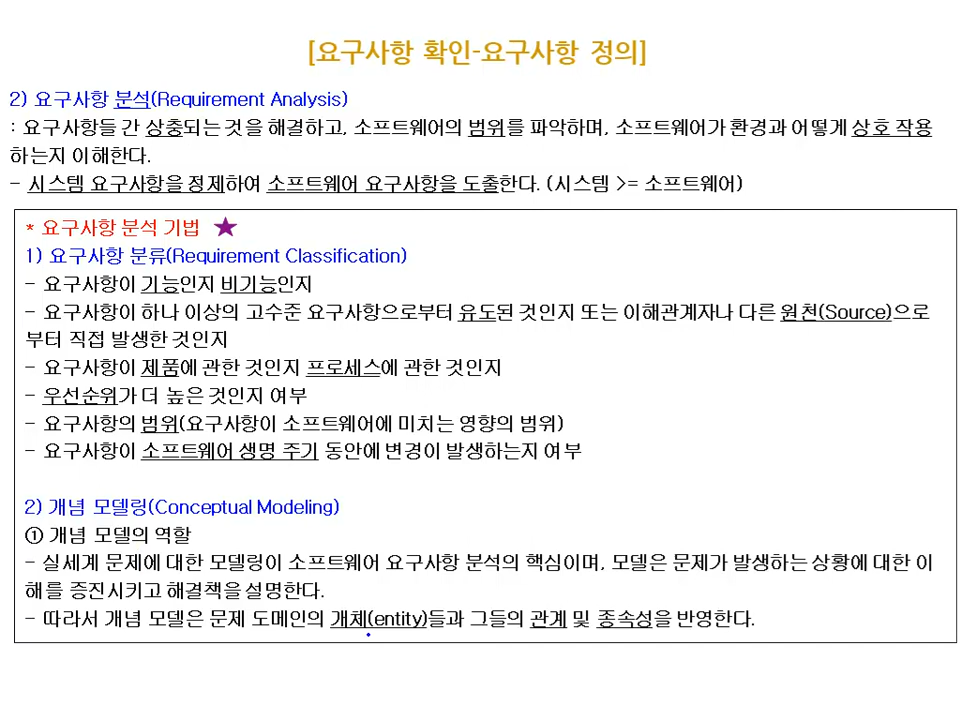 [요구사항 확인-요구사항 정의]
2) 요구사항 분석(Requirement Analysis)
: 요구사항들 간 상충되는 것을 해결하고, 소프트웨어의 범위를 파악하며, 소프트웨어가 환경과 어떻게 상호 작용
하는지 이해한다.
- 시스템 요구사항을 정제하여 소프트웨어 요구사항을 도출한다. (시스템 >= 소프트웨어)
* 요구사항 분석 기법 ★
1) 요구사항 분류(Requirement Classification)
- 요구사항이 기능인지 비기능인지
- 요구사항이 하나 이상의 고수준 요구사항으로부터 유도된 것인지 또는 이해관계자나 다른 원천(Source)으로
부터 직접 발생한 것인지
- 요구사항이 제품에 관한 것인지 프로세스에 관한 것인지
- 우선순위가 더 높은 것인지 여부
- 요구사항의 범위(요구사항이 소프트웨어에 미치는 영향의 범위)
- 요구사항이 소프트웨어 생명 주기 동안에 변경이 발생하는지 여부
2) 개념 모델링(Conceptual Modeling)
① 개념 모델의 역할
- 실세계 문제에 대한 모델링이 소프트웨어 요구사항 분석의 핵심이며, 모델은 문제가 발생하는 상황에 대한 이
해를 증진시키고 해결책을 설명한다.
- 따라서 개념 모델은 문제 도메인의 개체(entity)들과 그들의 관계 및 종속성을 반영한다.